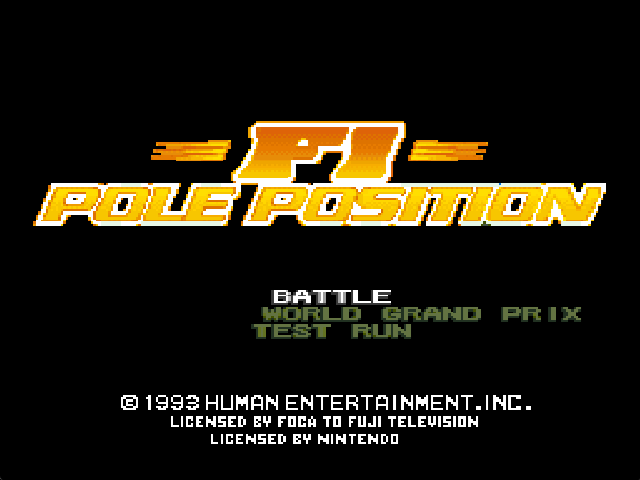 F1
POLE POSITION
BATTLE
WORLD GRAND PRIX
TEST RUN
© 1993 HUMAN ENTERTAINMENT.INC.
LICENSED BY FOCA TO FUJI TELEVISION
LICENSED BY NINTENDO